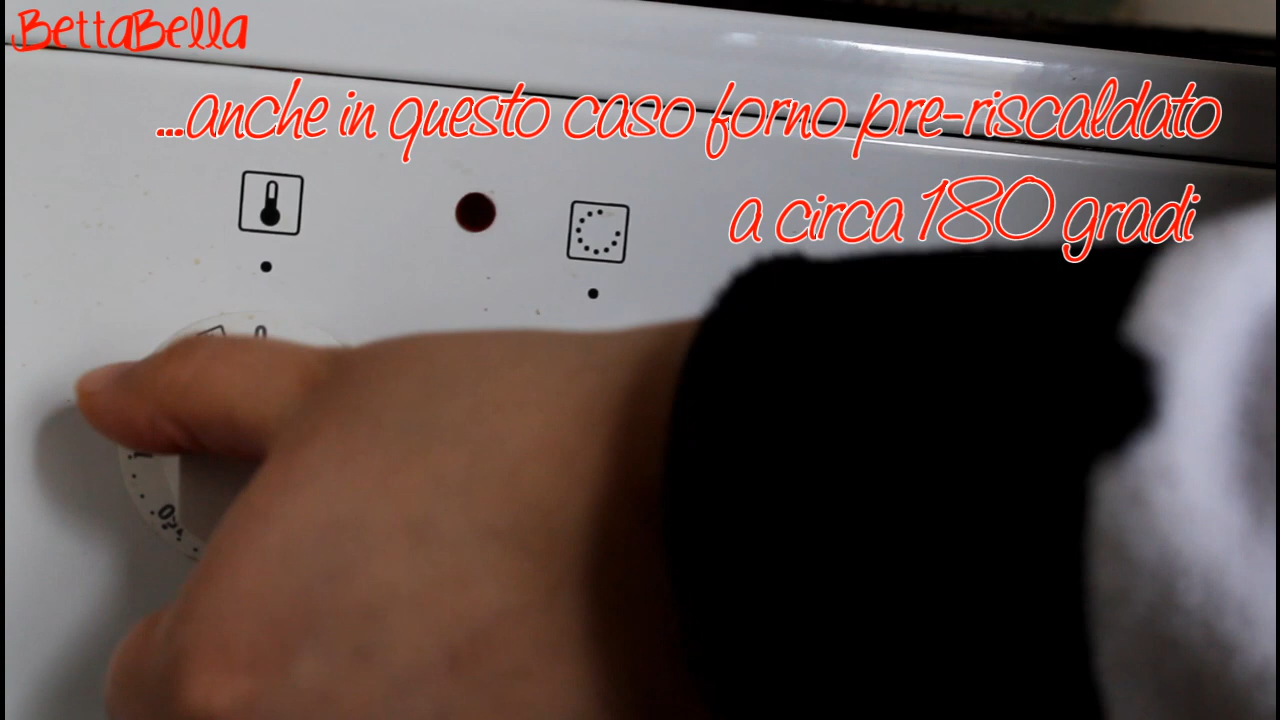 BettaBella
...anche in questo caso forno pre-riscaldato
a circa 180 gradi